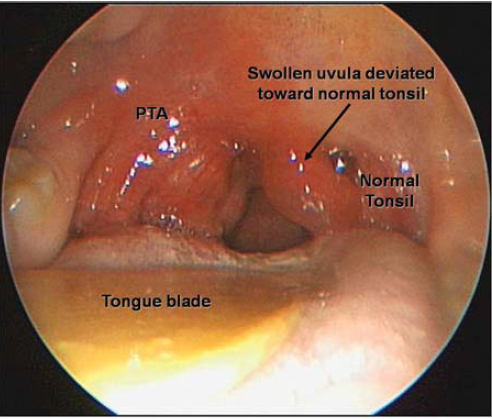 Swollen uvula deviated
toward normal tonsil
PTA
Normal
Tonsil
Tongue blade